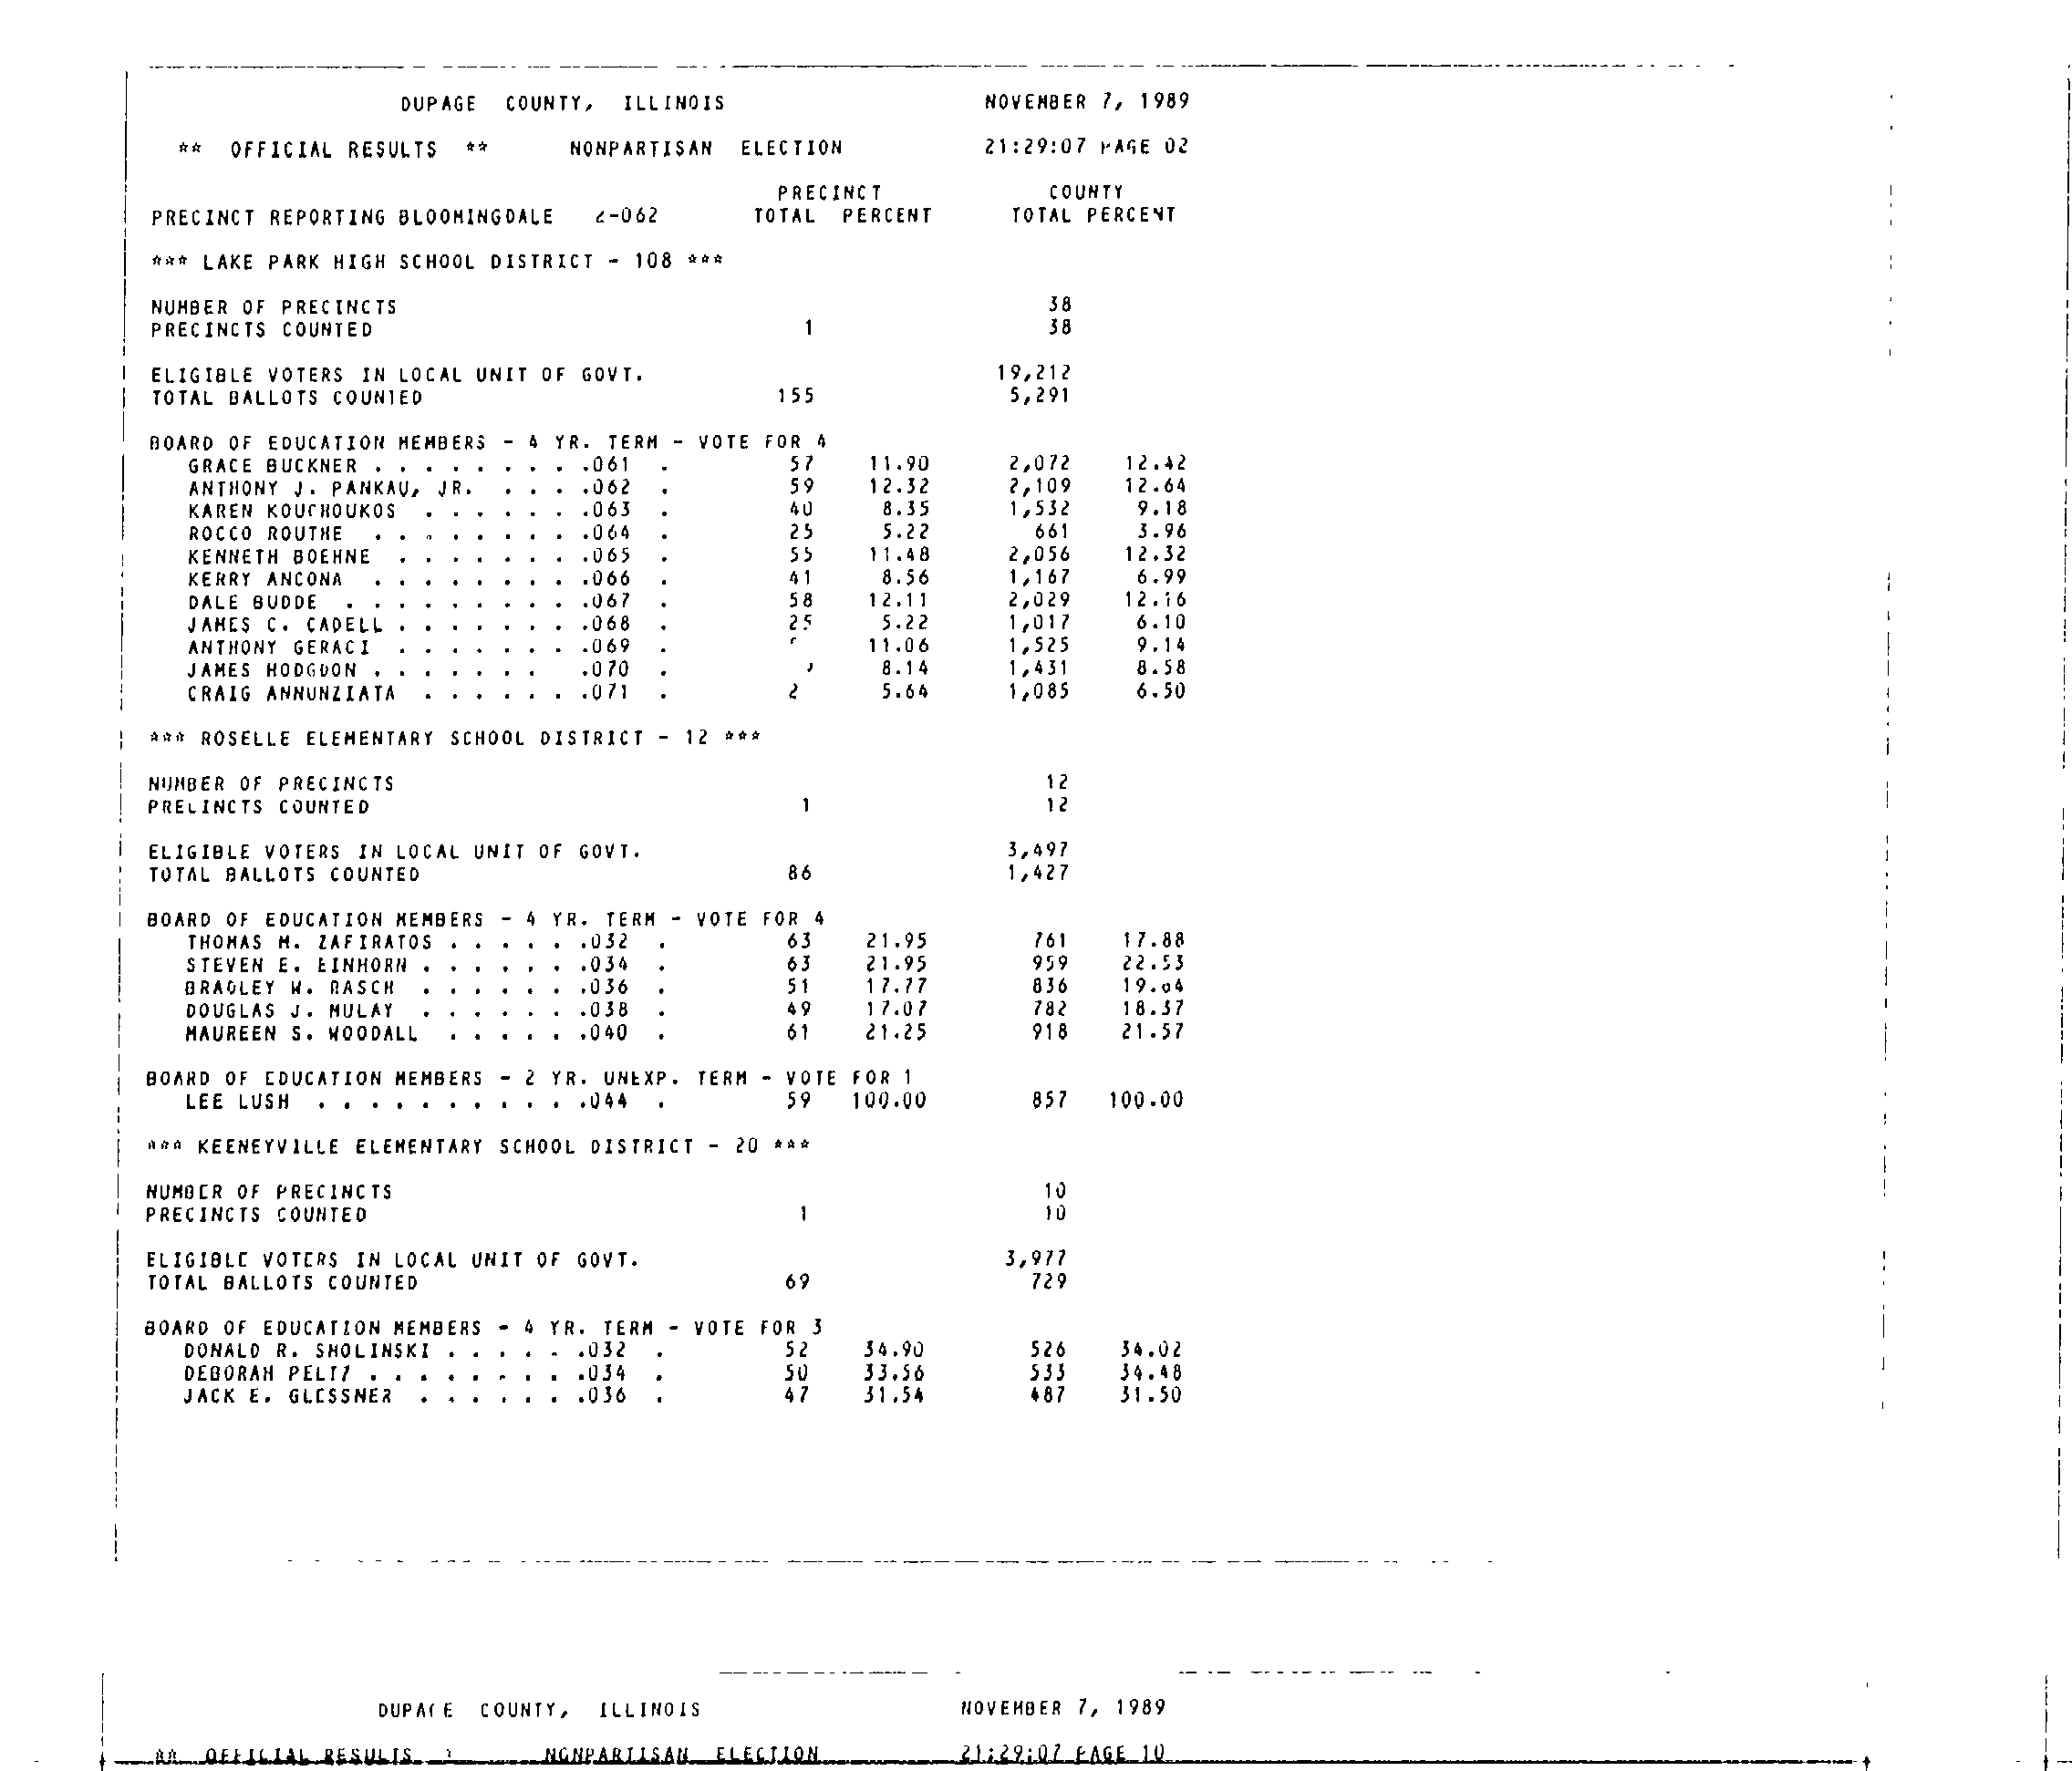 DUPAGE COUNTY, ILLINOIS NOVEMBER 7, 1989
** OFFICIAL RESULTS ** NONPARTISAN ELECTION 21:29:07 PAGE 02
PRECINCT COUNTY
PRECINCT REPORTING BLOOMINGDALE 2-062 TOTAL PERCENT TOTAL PERCENT
*** LAKE PARK HIGH SCHOOL DISTRICT - 108 ***
NUMBER OF PRECINCTS 38
PRECINCTS COUNTED 1 38
ELIGIBLE VOTERS IN LOCAL UNIT OF GOVT. 19,212
TOTAL BALLOTS COUNTED 155 5,291
BOARD OF EDUCATION MEMBERS - 4 YR. TERM - VOTE FOR 4
GRACE BUCKNER . . . . . . . . .061 . 57 11.90 2,072 12.42
ANTHONY J. PANKAU, JR. . . . .062 . 59 12.32 2,109 12.64
KAREN KOUCHOUKOS . . . . . . .063 . 40 8.35 1,532 9.18
ROCCO ROUTHE . . . . . . . . .064 . 25 5.22 661 3.96
KENNETH BOEHNE . . . . . . . .065 . 55 11.48 2,056 12.32
KERRY ANCONA . . . . . . . . .066 . 41 8.56 1,167 6.99
DALE BUDDE . . . . . . . . . .067 . 58 12.11 2,029 12.16
JAMES C. CADELL . . . . . . . .068 . 25 5.22 1,017 6.10
ANTHONY GERACI . . . . . . . .069 . 11.06 1,525 9.14
JAMES HODGDON . . . . . . . .070 . 8.14 1,431 8.58
CRAIG ANNUNZIATA . . . . . . .071 . 2 5.64 1,085 6.50
*** ROSELLE ELEMENTARY SCHOOL DISTRICT - 12 ***
NUMBER OF PRECINCTS 12
PRECINCTS COUNTED 1 12
ELIGIBLE VOTERS IN LOCAL UNIT OF GOVT. 3,497
TOTAL BALLOTS COUNTED 86 1,427
BOARD OF EDUCATION MEMBERS - 4 YR. TERM - VOTE FOR 4
THOMAS M. ZAFIRATOS . . . . . .032 . 63 21.95 761 17.88
STEVEN E. EINHORN . . . . . . .034 . 63 21.95 959 22.53
BRADLEY W. RASCH . . . . . . .036 . 51 17.77 836 19.64
DOUGLAS J. MULAY . . . . . . .038 . 49 17.07 782 18.37
MAUREEN S. WOODALL . . . . . .040 . 61 21.25 918 21.57
BOARD OF EDUCATION MEMBERS - 2 YR. UNEXP. TERM - VOTE FOR 1
LEE LUSH . . . . . . . . . . .044 . 59 100.00 857 100.00
*** KEENEYVILLE ELEMENTARY SCHOOL DISTRICT - 20 ***
NUMBER OF PRECINCTS 10
PRECINCTS COUNTED 1 10
ELIGIBLE VOTERS IN LOCAL UNIT OF GOVT. 3,977
TOTAL BALLOTS COUNTED 69 729
BOARD OF EDUCATION MEMBERS - 4 YR. TERM - VOTE FOR 3
DONALD R. SHOLINSKI . . . . . .032 . 52 34.90 526 34.02
DEBORAH PELTZ . . . . . . . . .034 . 50 33.56 533 34.48
JACK E. GLESSNER . . . . . . .036 . 47 31.54 487 31.50
DUPAGE COUNTY, ILLINOIS NOVEMBER 7, 1989
** OFFICIAL RESULTS NONPARTISAN ELECTION 21:29:07 PAGE 10